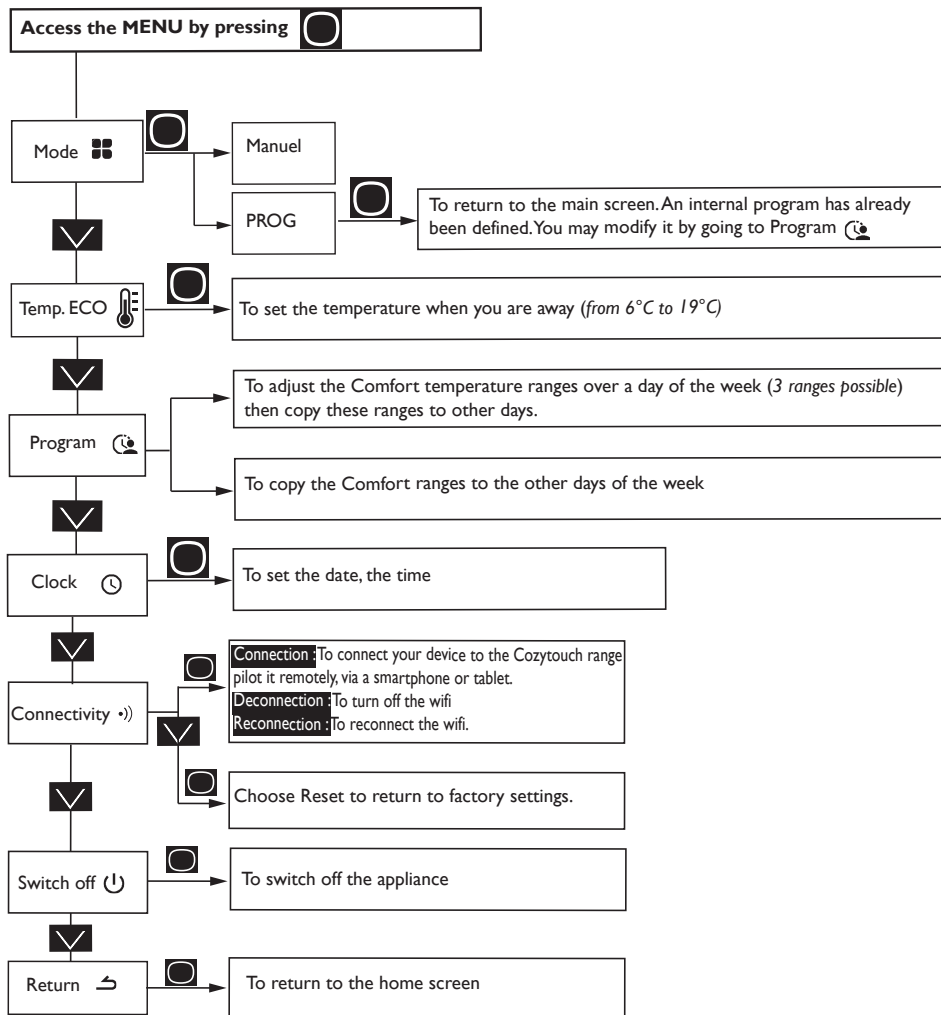 Access the MENU by pressing
Mode
Manuel
PROG
To return to the main screen. An internal program has already
been defined. You may modify it by going to Program
Temp. ECO
To set the temperature when you are away (from 6°C to 19°C)
Program
To adjust the Comfort temperature ranges over a day of the week (3 ranges possible)
then copy these ranges to other days.
To copy the Comfort ranges to the other days of the week
Clock
To set the date, the time
Connectivity
Connection : To connect your device to the Cozytouch range
pilot it remotely, via a smartphone or tablet.
Deconnection : To turn off the wifi
Reconnection : To reconnect the wifi.
Choose Reset to return to factory settings.
Switch off
To switch off the appliance
Return
To return to the home screen